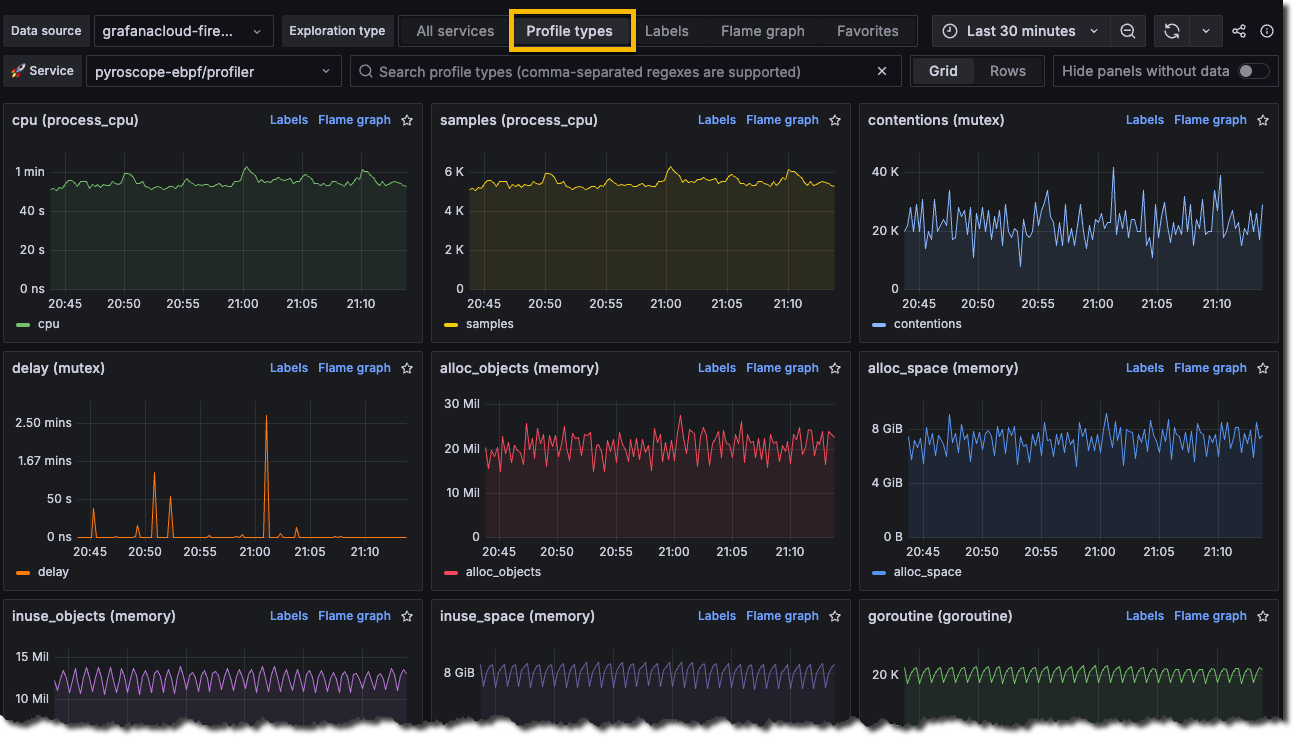 Data source grafanacloud-fire... Exploration type All services Profile types Labels Flame graph Favorites Last 30 minutes
🚀 Service pyroscope-ebpf/profiler Search profile types (comma-separated regexes are supported) Grid Rows Hide panels without data
cpu (process_cpu) Labels Flame graph
1 min
40 s
20 s
0 ns
20:45 20:50 20:55 21:00 21:05 21:10
cpu
samples (process_cpu) Labels Flame graph
6 K
4 K
2 K
0
20:45 20:50 20:55 21:00 21:05 21:10
samples
contentions (mutex) Labels Flame graph
40 K
20 K
0
20:45 20:50 20:55 21:00 21:05 21:10
contentions
delay (mutex) Labels Flame graph
2.50 mins
1.67 mins
50 s
0 ns
20:45 20:50 20:55 21:00 21:05 21:10
delay
alloc_objects (memory) Labels Flame graph
30 Mil
20 Mil
10 Mil
0
20:45 20:50 20:55 21:00 21:05 21:10
alloc_objects
alloc_space (memory) Labels Flame graph
8 GiB
4 GiB
0 B
20:45 20:50 20:55 21:00 21:05 21:10
alloc_space
inuse_objects (memory) Labels Flame graph
15 Mil
10 Mil
inuse_space (memory) Labels Flame graph
8 GiB
goroutine (goroutine) Labels Flame graph
20 K